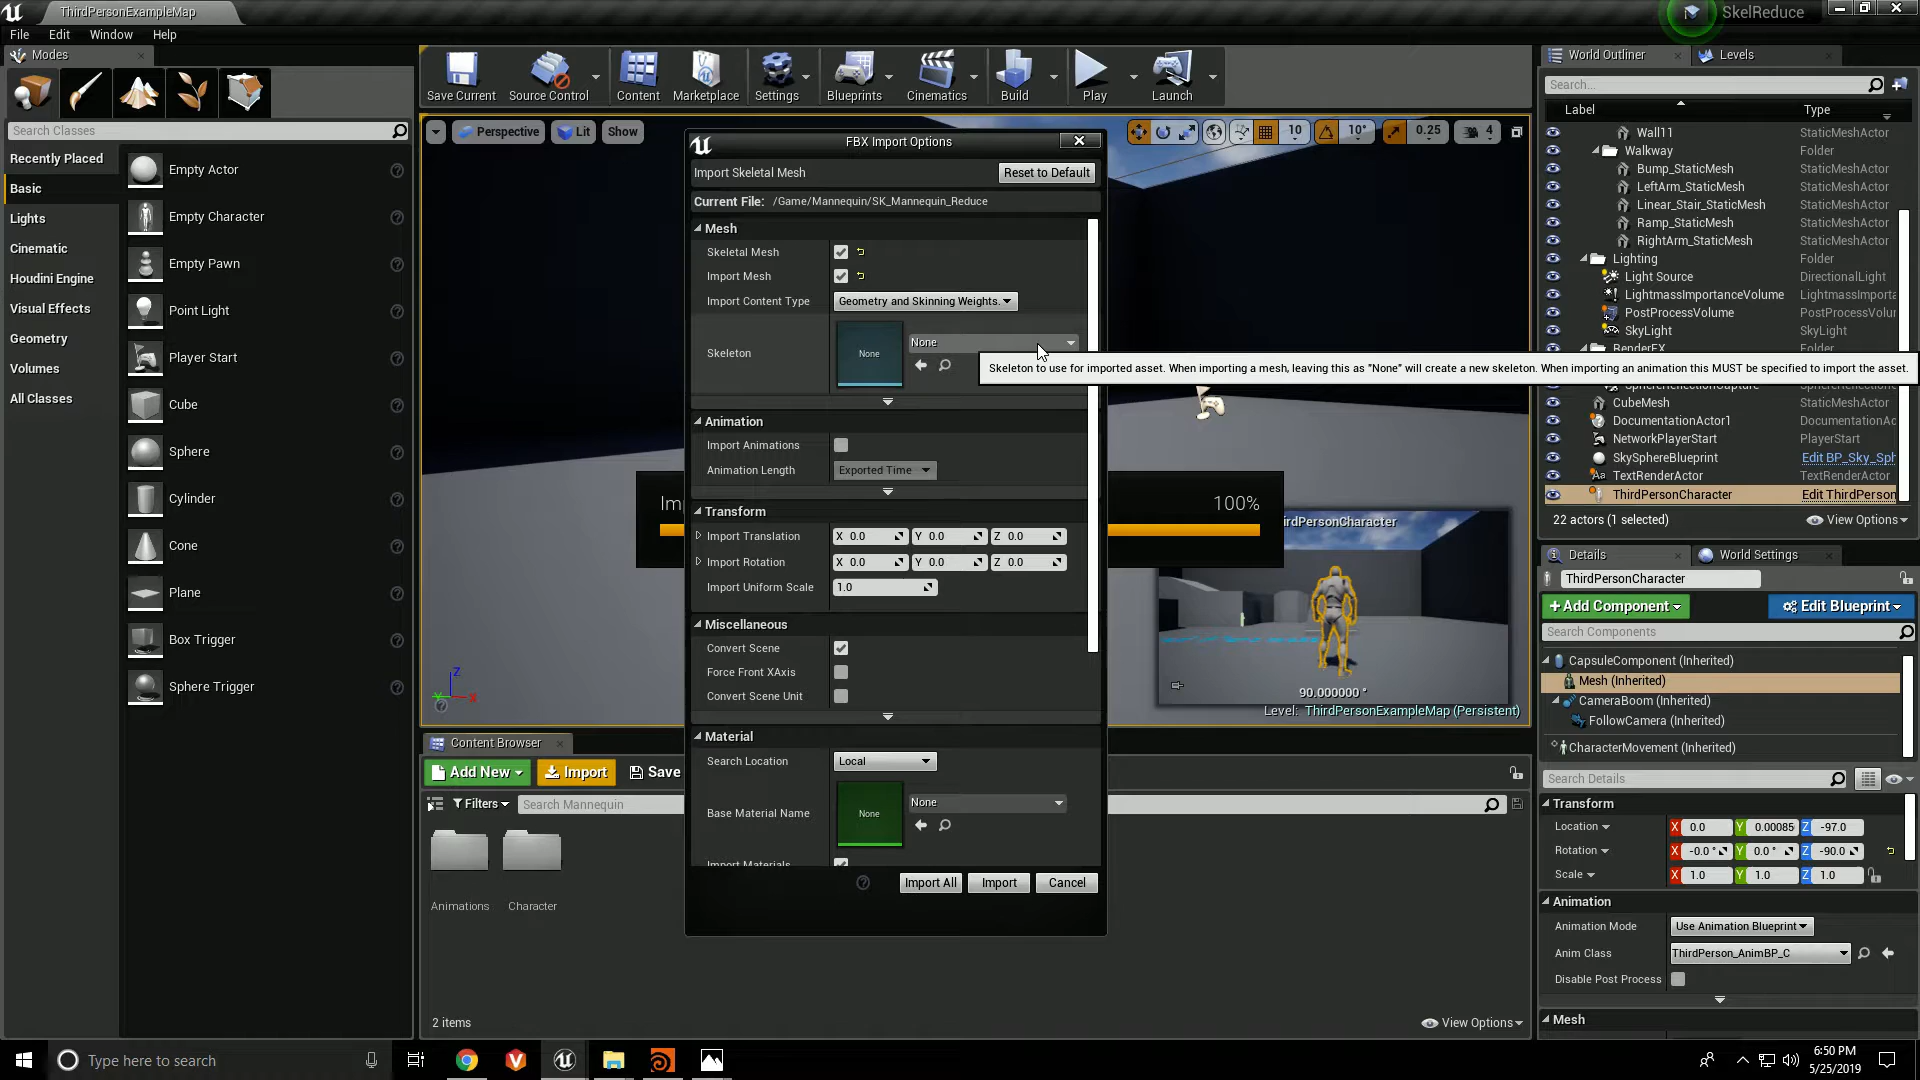 ThirdPersonExampleMap
SkelReduce
File Edit Window Help
Modes
Search Classes
Recently Placed
Basic
Lights
Cinematic
Houdini Engine
Visual Effects
Geometry
Volumes
All Classes
Empty Actor
Empty Character
Empty Pawn
Point Light
Player Start
Cube
Sphere
Cylinder
Cone
Plane
Box Trigger
Sphere Trigger
Save Current Source Control Content Marketplace Settings Blueprints Cinematics Build Play Launch
Perspective Lit Show
10 10° 0.25 4
FBX Import Options
Import Skeletal Mesh Reset to Default
Current File: /Game/Mannequin/SK_Mannequin_Reduce
Mesh
Skeletal Mesh
Import Mesh
Import Content Type Geometry and Skinning Weights.
Skeleton None None
Skeleton to use for imported asset. When importing a mesh, leaving this as "None" will create a new skeleton. When importing an animation this MUST be specified to import the asset.
Animation
Import Animations
Animation Length Exported Time
Transform
Import Translation X 0.0 Y 0.0 Z 0.0
Import Rotation X 0.0 Y 0.0 Z 0.0
Import Uniform Scale 1.0
Miscellaneous
Convert Scene
Force Front XAxis
Convert Scene Unit
Material
Search Location Local
Base Material Name None None
Import Materials
Import All Import Cancel
Im 100%
irdPersonCharacter
90.000000 °
Level: ThirdPersonExampleMap (Persistent)
Z X Y
Content Browser
Add New Import Save
Filters Search Mannequin
Animations Character
2 items View Options
World Outliner Levels
Search...
Label Type
Wall11 StaticMeshActor
Walkway Folder
Bump_StaticMesh StaticMeshActor
LeftArm_StaticMesh StaticMeshActor
Linear_Stair_StaticMesh StaticMeshActor
Ramp_StaticMesh StaticMeshActor
RightArm_StaticMesh StaticMeshActor
Lighting Folder
Light Source DirectionalLight
LightmassImportanceVolume LightmassImporta
PostProcessVolume PostProcessVolur
SkyLight SkyLight
RenderFX Folder
SphereReflectionCapture
CubeMesh StaticMeshActor
DocumentationActor1 DocumentationAc
NetworkPlayerStart PlayerStart
SkySphereBlueprint Edit BP_Sky_Sph
TextRenderActor TextRenderActor
ThirdPersonCharacter Edit ThirdPerson
22 actors (1 selected) View Options
Details World Settings
ThirdPersonCharacter
+Add Component Edit Blueprint
Search Components
CapsuleComponent (Inherited)
Mesh (Inherited)
CameraBoom (Inherited)
FollowCamera (Inherited)
CharacterMovement (Inherited)
Search Details
Transform
Location X 0.0 Y 0.00085 Z -97.0
Rotation X -0.0 ° Y 0.0 ° Z -90.0
Scale X 1.0 Y 1.0 Z 1.0
Animation
Animation Mode Use Animation Blueprint
Anim Class ThirdPerson_AnimBP_C
Disable Post Process
Mesh
Type here to search
6:50 PM
5/25/2019